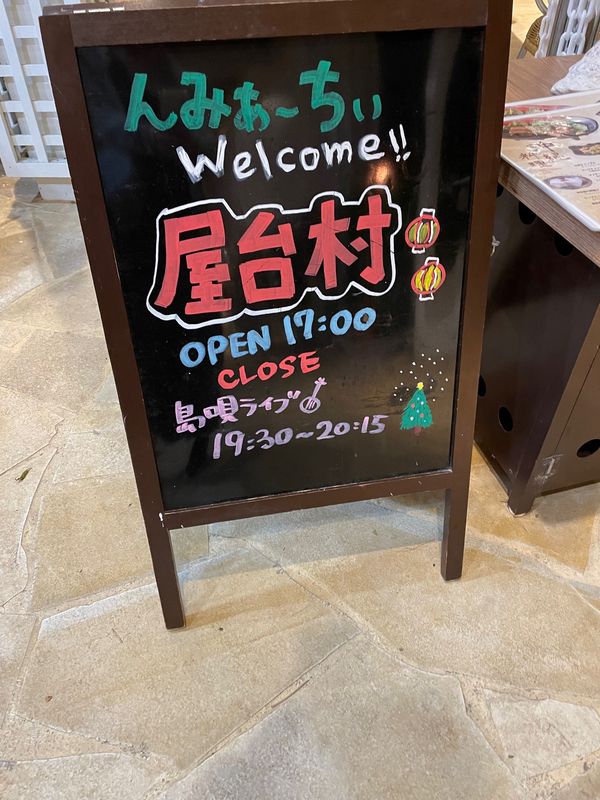 んみぁ〜ちぃ
Welcome!!
屋台村
OPEN 17:00
CLOSE
島唄ライブ
19:30〜20:15